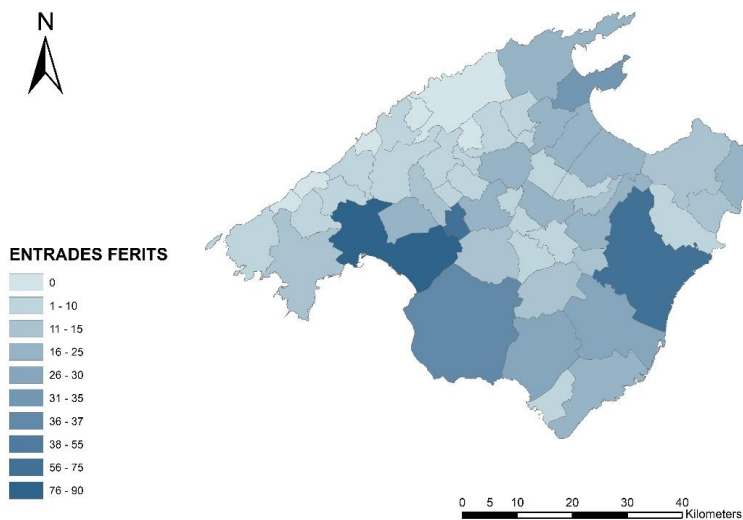 N
ENTRADES FERITS
0
1 - 10
11 - 15
16 - 25
26 - 30
31 - 35
36 - 37
38 - 55
56 - 75
76 - 90
0 5 10 20 30 40
Kilometers